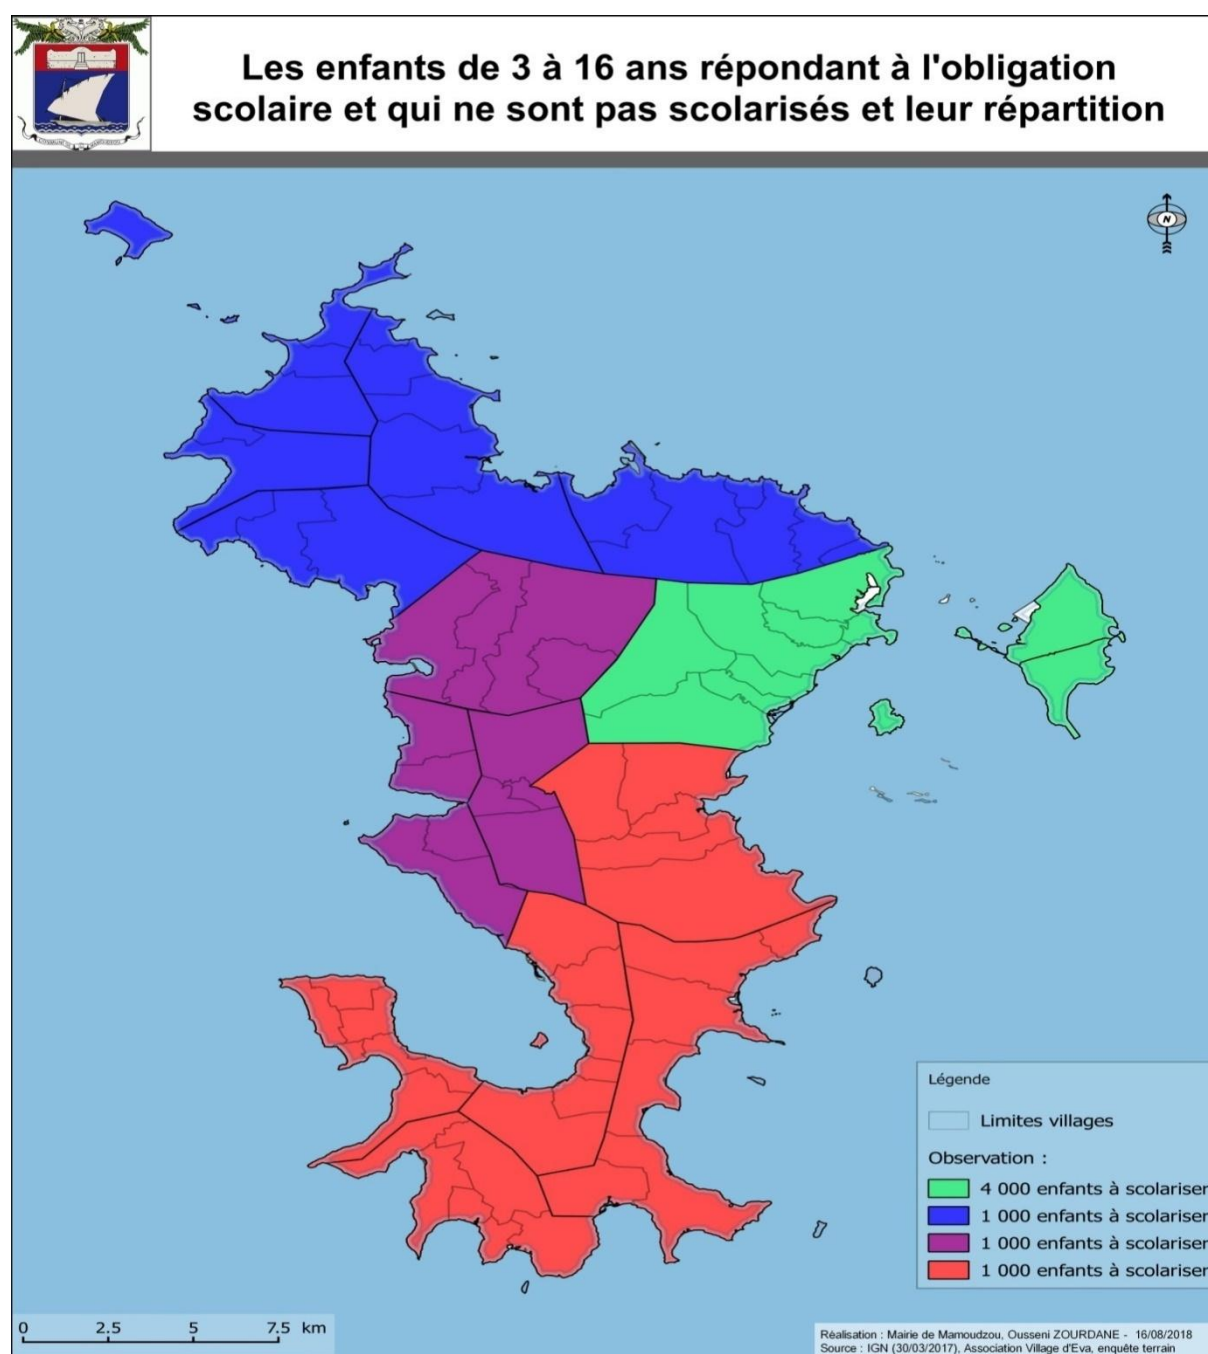 Les enfants de 3 à 16 ans répondant à l'obligation
scolaire et qui ne sont pas scolarisés et leur répartition
N
Légende
Limites villages
Observation :
4 000 enfants à scolariser
1 000 enfants à scolariser
1 000 enfants à scolariser
1 000 enfants à scolariser
0 2.5 5 7.5 km
Réalisation : Mairie de Mamoudzou, Ousseni ZOURDANE - 16/08/2018
Source : IGN (30/03/2017), Association Village d'Eva, enquête terrain